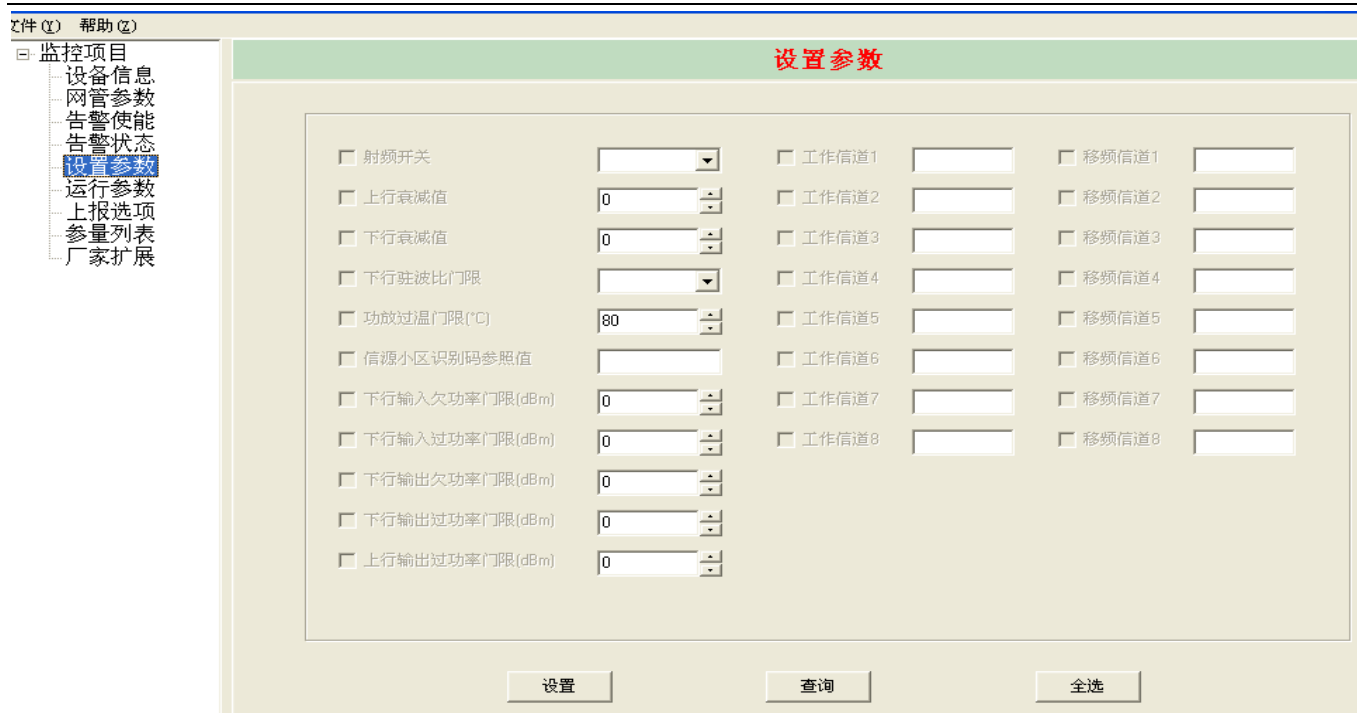 文件(Y) 帮助(Z)
监控项目
设备信息
网管参数
告警使能
告警状态
设置参数
运行参数
上报选项
参量列表
厂家扩展
设置参数
射频开关 工作信道1 移频信道1
上行衰减值 0 工作信道2 移频信道2
下行衰减值 0 工作信道3 移频信道3
下行驻波比门限 工作信道4 移频信道4
功放过温门限(℃) 80 工作信道5 移频信道5
信源小区识别码参照值 工作信道6 移频信道6
下行输入欠功率门限(dBm) 0 工作信道7 移频信道7
下行输入过功率门限(dBm) 0 工作信道8 移频信道8
下行输出欠功率门限(dBm) 0
下行输出过功率门限(dBm) 0
上行输出过功率门限(dBm) 0
设置 查询 全选